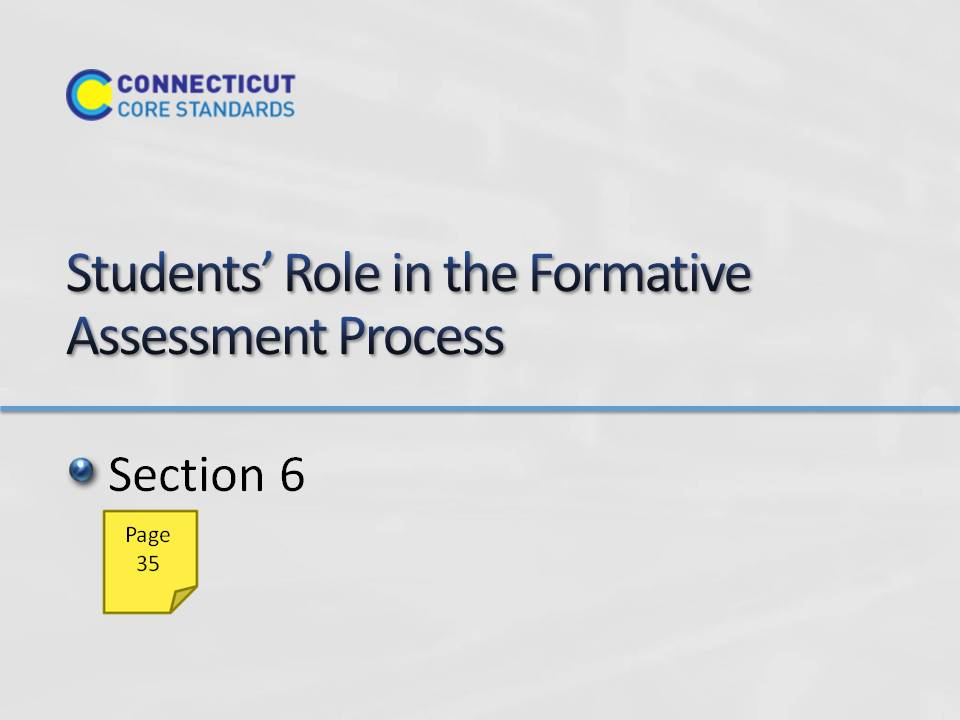 CONNECTICUT
CORE STANDARDS
Students’ Role in the Formative
Assessment Process
Section 6
Page
35